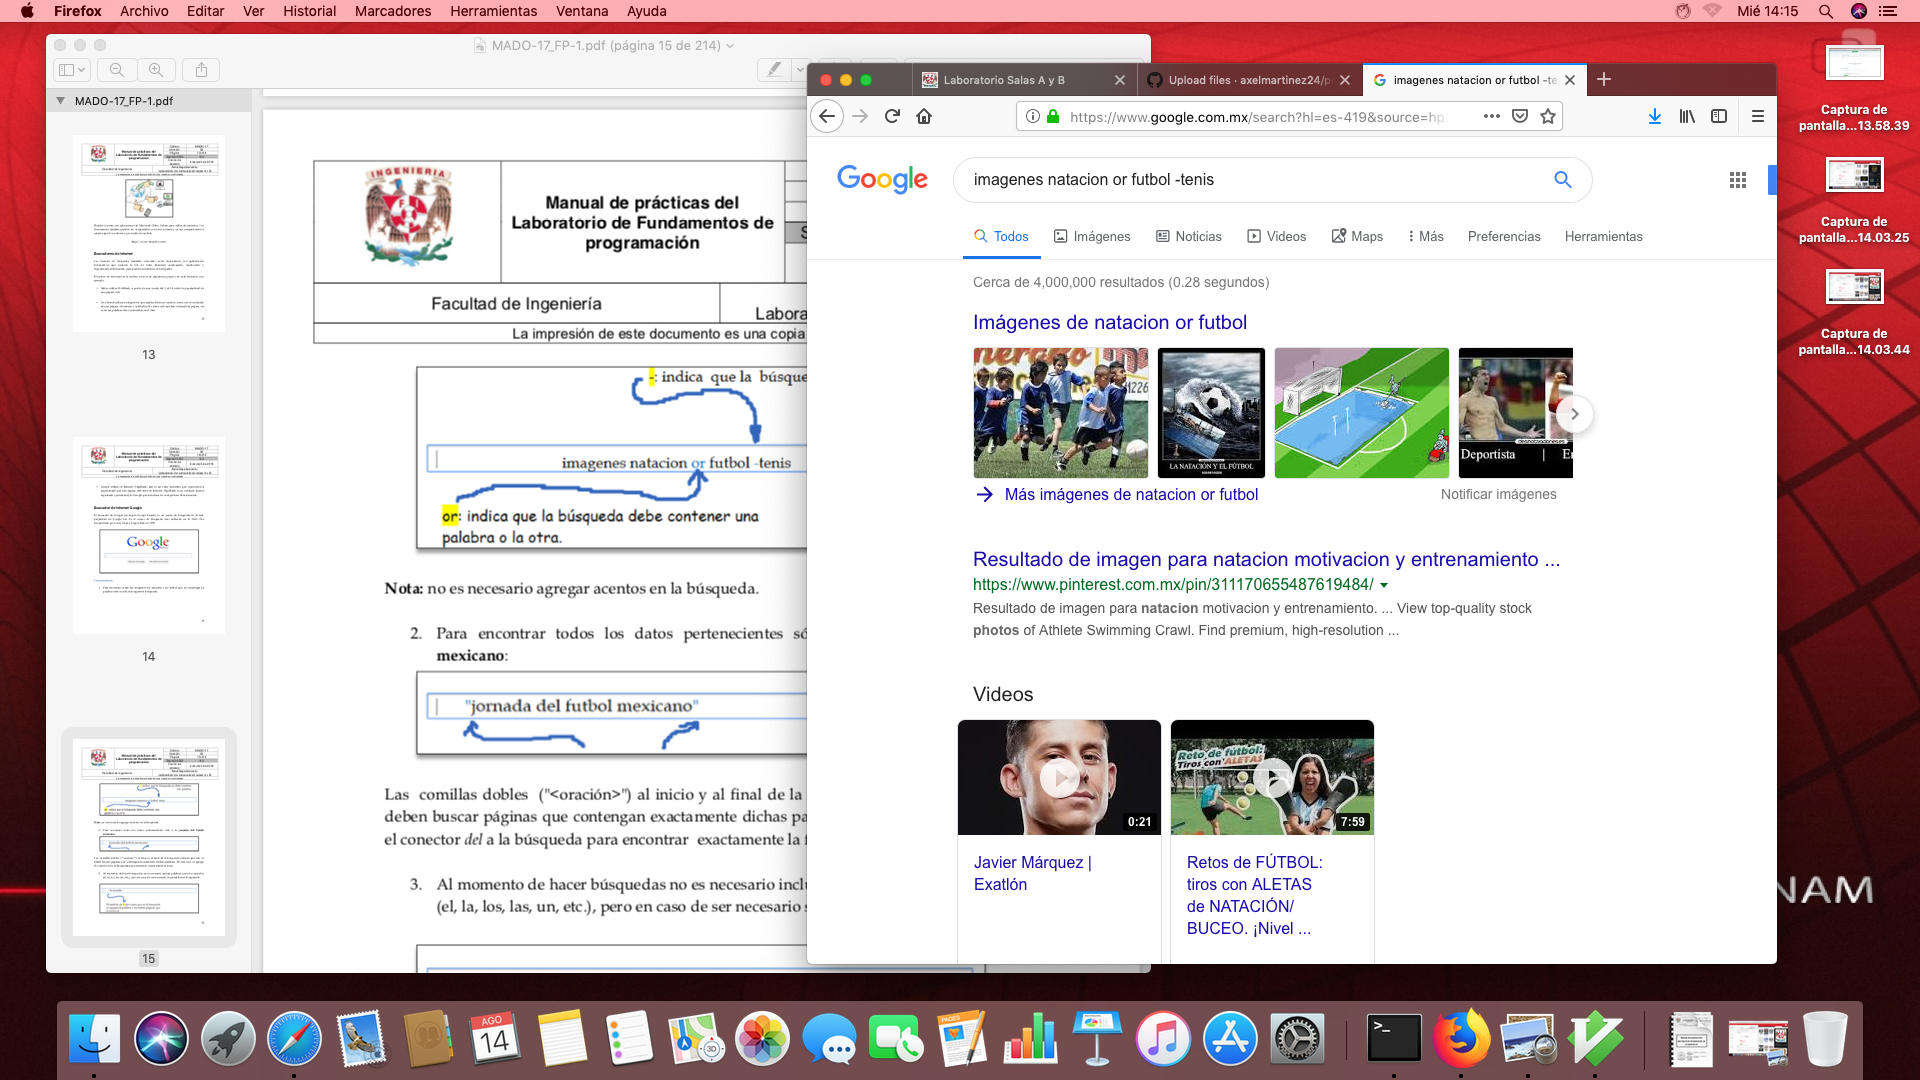 Firefox Archivo Editar Ver Historial Marcadores Herramientas Ventana Ayuda
Mié 14:15
MADO-17_FP-1.pdf (página 15 de 214)
MADO-17_FP-1.pdf
13
14
15
INGENIERIA
Manual de prácticas del
Laboratorio de Fundamentos de
programación
Facultad de Ingeniería
Labora
La impresión de este documento es una copia
-: indica que la búsque
imagenes natacion or futbol -tenis
or: indica que la búsqueda debe contener una
palabra o la otra.
Nota: no es necesario agregar acentos en la búsqueda.
2. Para encontrar todos los datos pertenecientes só
mexicano:
"jornada del futbol mexicano"
Las comillas dobles ("<oración>") al inicio y al final de la
deben buscar páginas que contengan exactamente dichas pa
el conector del a la búsqueda para encontrar exactamente la f
3. Al momento de hacer búsquedas no es necesario inclu
(el, la, los, las, un, etc.), pero en caso de ser necesario s
Laboratorio Salas A y B
Upload files · axelmartinez24/p
imagenes natacion or futbol -te
https://www.google.com.mx/search?hl=es-419&source=hp
Google
imagenes natacion or futbol -tenis
Todos Imágenes Noticias Videos Maps Más Preferencias Herramientas
Cerca de 4,000,000 resultados (0.28 segundos)
Imágenes de natacion or futbol
LA NATACIÓN Y EL FÚTBOL
desmotivaciones.es
Deportista | En
Más imágenes de natacion or futbol
Notificar imágenes
Resultado de imagen para natacion motivacion y entrenamiento ...
https://www.pinterest.com.mx/pin/311170655487619484/
Resultado de imagen para natacion motivacion y entrenamiento. ... View top-quality stock
photos of Athlete Swimming Crawl. Find premium, high-resolution ...
Videos
0:21
Reto de fútbol:
Tiros con ALETAS
7:59
Javier Márquez |
Exatlón
Retos de FÚTBOL:
tiros con ALETAS
de NATACIÓN/
BUCEO. ¡Nivel ...
Captura de
pantalla...13.58.39
Captura de
pantalla...14.03.25
Captura de
pantalla...14.03.44
NAM
AGO
14
3D
PAGES